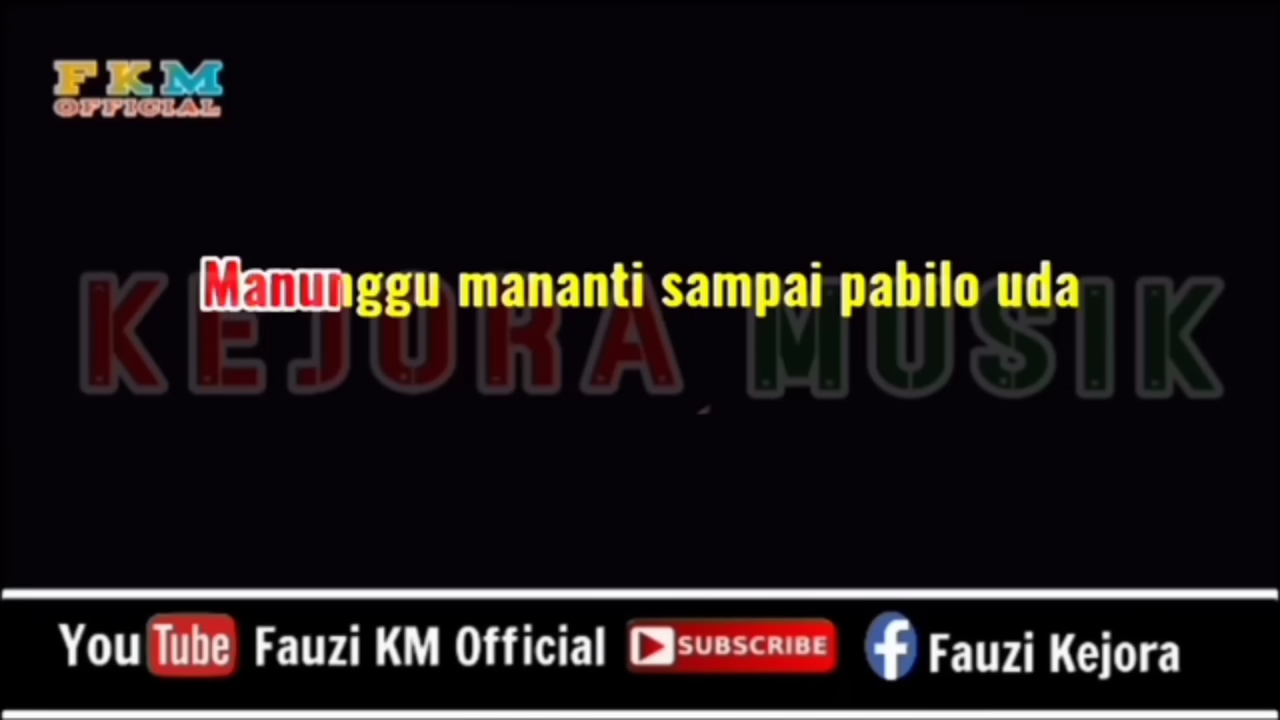 FKM
OFFICIAL
Manunggu mananti sampai pabilo uda
KEJORA MUSIK
YouTube Fauzi KM Official SUBSCRIBE f Fauzi Kejora